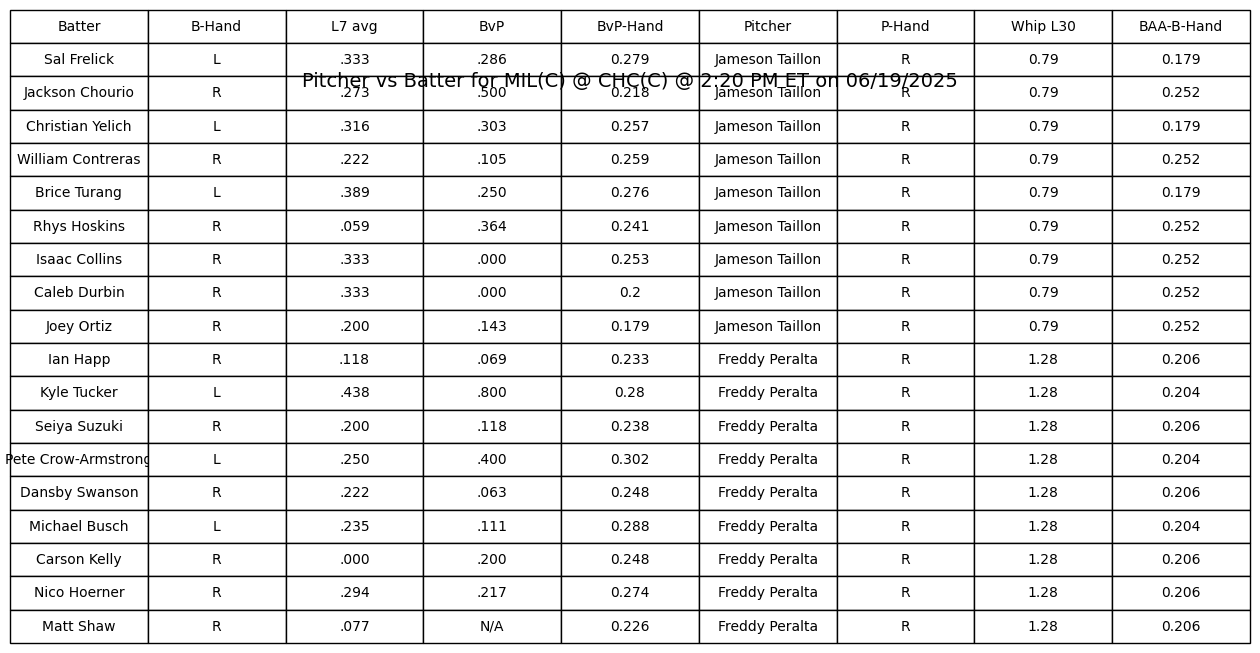 Batter B-Hand L7 avg BvP BvP-Hand Pitcher P-Hand Whip L30 BAA-B-Hand
Sal Frelick L .333 .286 0.279 Jameson Taillon R 0.79 0.179
Pitcher vs Batter for MIL(C) @ CHC(C) @ 2:20 PM ET on 06/19/2025
Jackson Chourio R .273 .500 0.218 Jameson Taillon R 0.79 0.252
Christian Yelich L .316 .303 0.257 Jameson Taillon R 0.79 0.179
William Contreras R .222 .105 0.259 Jameson Taillon R 0.79 0.252
Brice Turang L .389 .250 0.276 Jameson Taillon R 0.79 0.179
Rhys Hoskins R .059 .364 0.241 Jameson Taillon R 0.79 0.252
Isaac Collins R .333 .000 0.253 Jameson Taillon R 0.79 0.252
Caleb Durbin R .333 .000 0.2 Jameson Taillon R 0.79 0.252
Joey Ortiz R .200 .143 0.179 Jameson Taillon R 0.79 0.252
Ian Happ R .118 .069 0.233 Freddy Peralta R 1.28 0.206
Kyle Tucker L .438 .800 0.28 Freddy Peralta R 1.28 0.204
Seiya Suzuki R .200 .118 0.238 Freddy Peralta R 1.28 0.206
Pete Crow-Armstrong L .250 .400 0.302 Freddy Peralta R 1.28 0.204
Dansby Swanson R .222 .063 0.248 Freddy Peralta R 1.28 0.206
Michael Busch L .235 .111 0.288 Freddy Peralta R 1.28 0.204
Carson Kelly R .000 .200 0.248 Freddy Peralta R 1.28 0.206
Nico Hoerner R .294 .217 0.274 Freddy Peralta R 1.28 0.206
Matt Shaw R .077 N/A 0.226 Freddy Peralta R 1.28 0.206